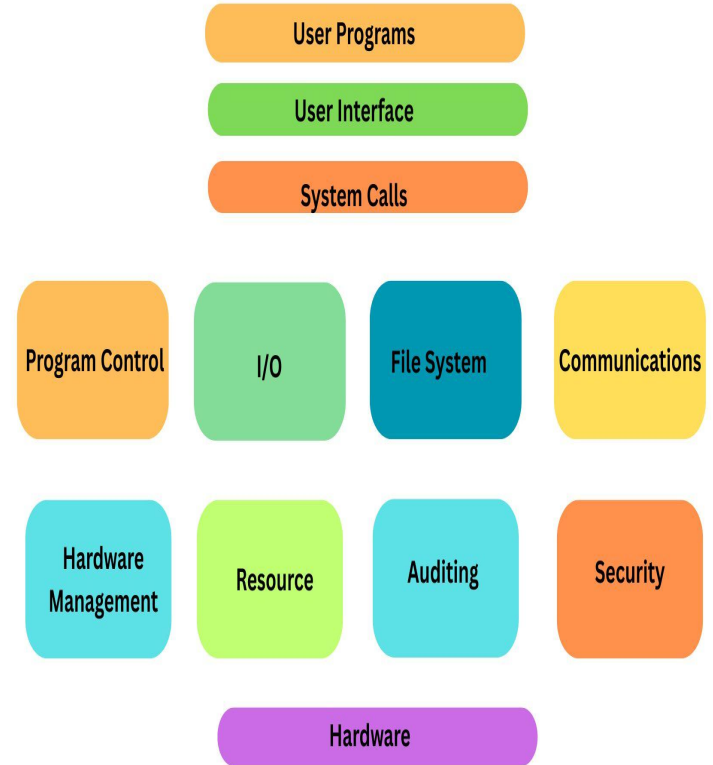 User Programs
User Interface
System Calls
Program Control
I/O
File System
Communications
Hardware
Management
Resource
Auditing
Security
Hardware